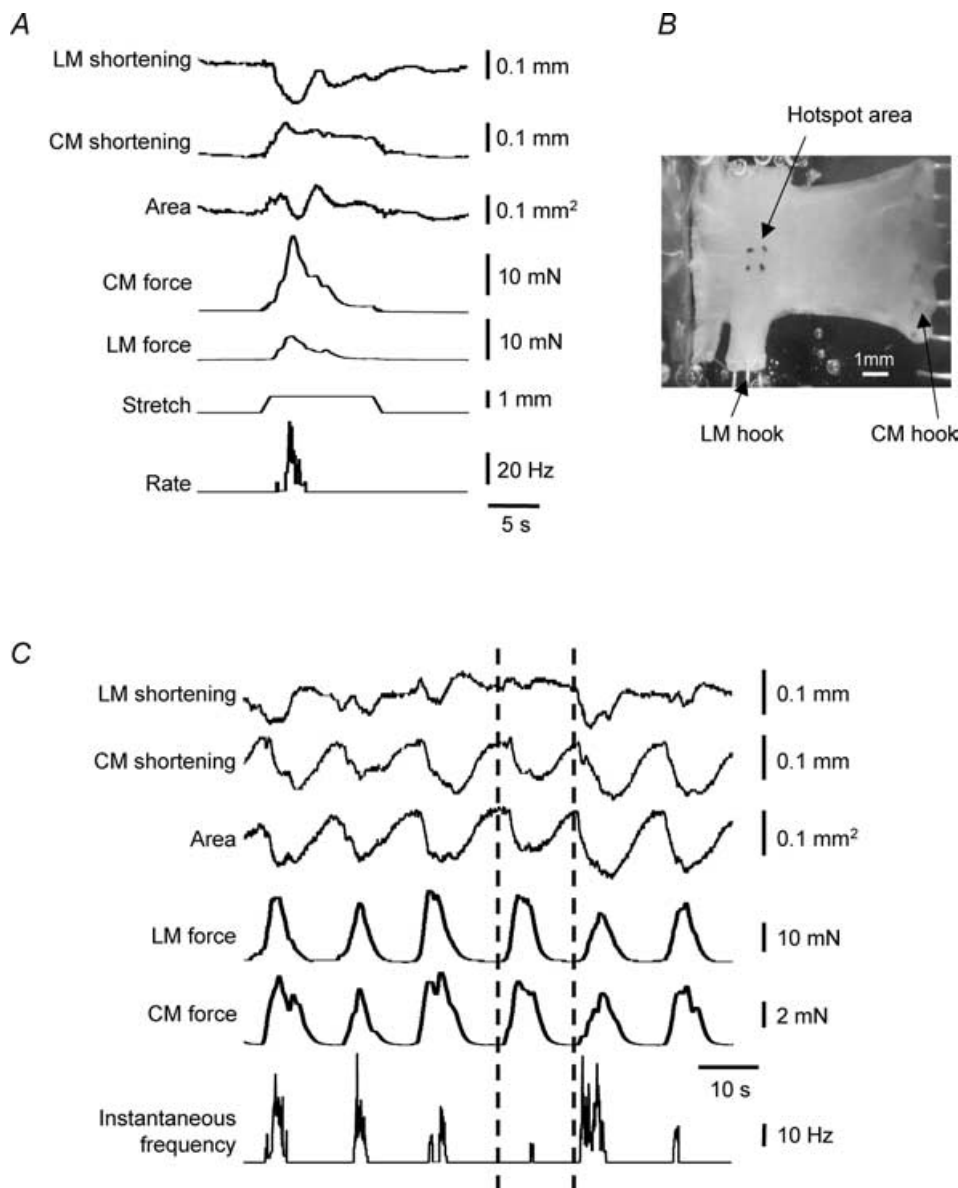 A
LM shortening
0.1 mm
CM shortening
0.1 mm
Area
0.1 mm²
CM force
10 mN
LM force
10 mN
Stretch
1 mm
Rate
20 Hz
5 s
B
Hotspot area
1mm
LM hook
CM hook
C
LM shortening
0.1 mm
CM shortening
0.1 mm
Area
0.1 mm²
LM force
10 mN
CM force
2 mN
10 s
Instantaneous
frequency
10 Hz